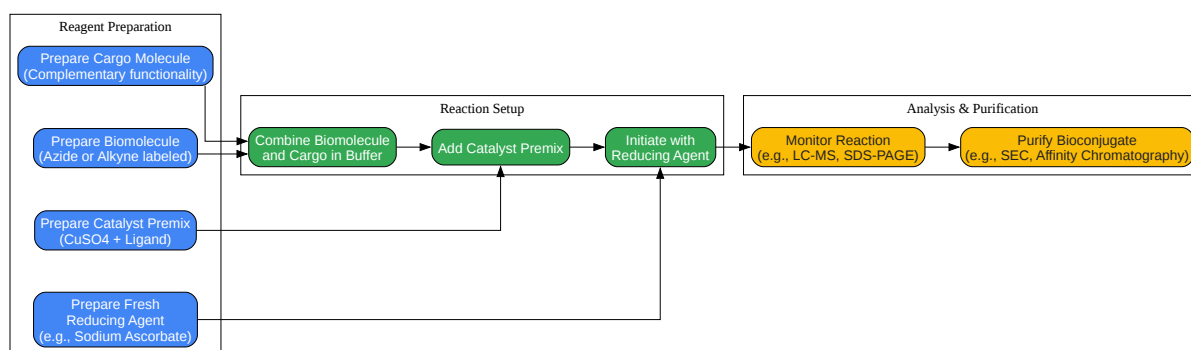 Reagent Preparation
Prepare Cargo Molecule
(Complementary functionality)
Prepare Biomolecule
(Azide or Alkyne labeled)
Prepare Catalyst Premix
(CuSO4 + Ligand)
Prepare Fresh
Reducing Agent
(e.g., Sodium Ascorbate)
Reaction Setup
Combine Biomolecule
and Cargo in Buffer
Add Catalyst Premix
Initiate with
Reducing Agent
Analysis & Purification
Monitor Reaction
(e.g., LC-MS, SDS-PAGE)
Purify Bioconjugate
(e.g., SEC, Affinity Chromatography)